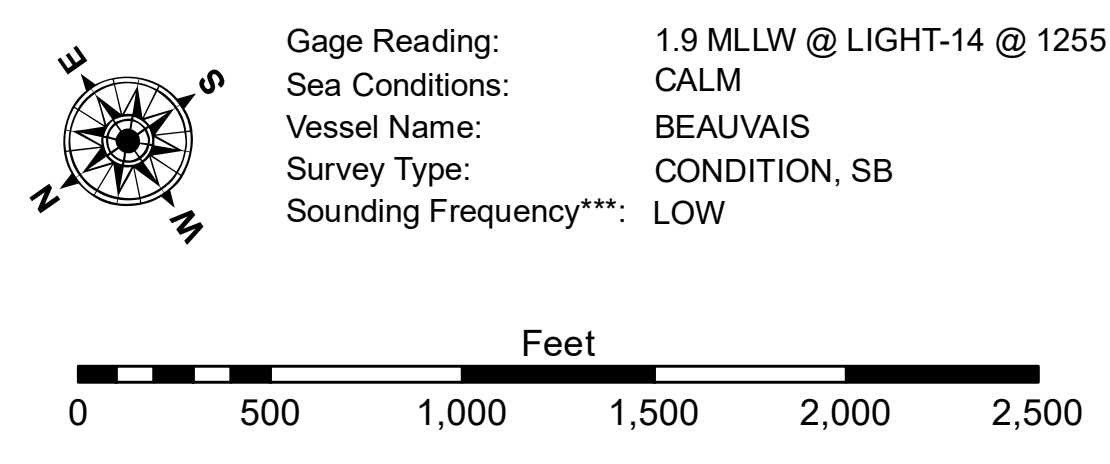 E
S
N
W
Gage Reading: 1.9 MLLW @ LIGHT-14 @ 1255
Sea Conditions: CALM
Vessel Name: BEAUVAIS
Survey Type: CONDITION, SB
Sounding Frequency***: LOW
Feet
0 500 1,000 1,500 2,000 2,500